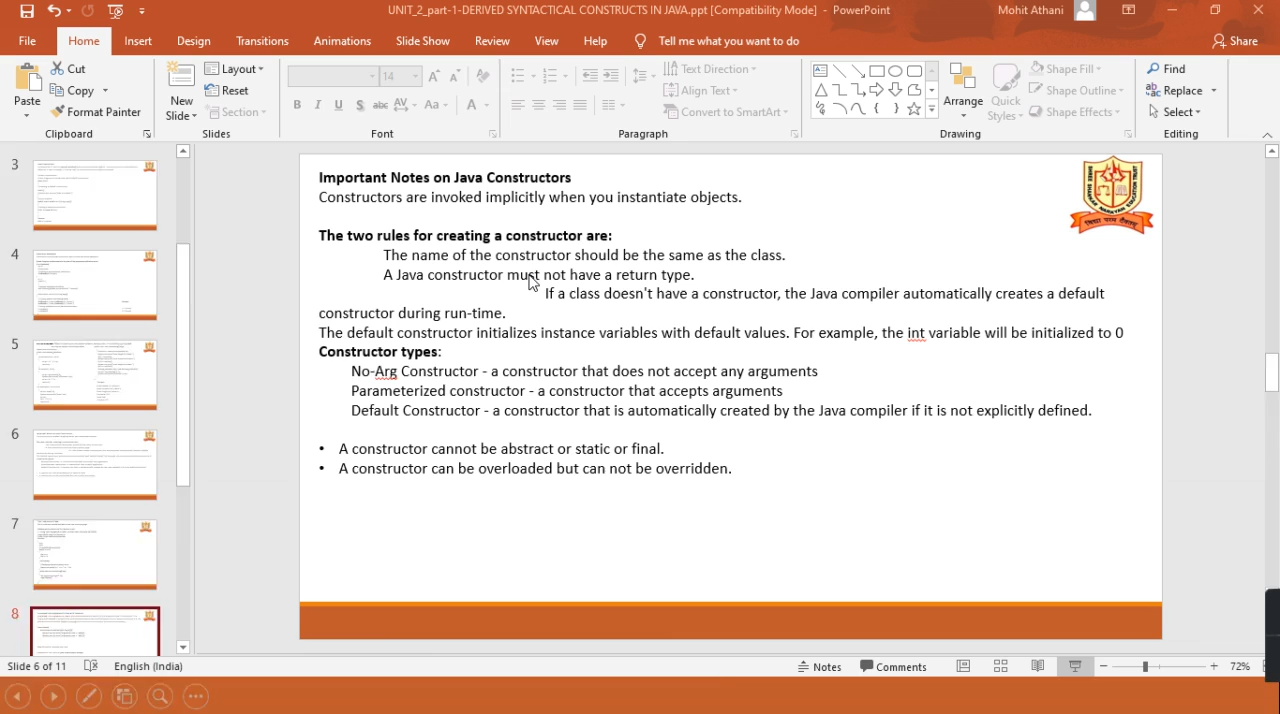 UNIT_2_part-1-DERIVED SYNTACTICAL CONSTRUCTS IN JAVA.ppt [Compatibility Mode] - PowerPoint
Mohit Athani
File Home Insert Design Transitions Animations Slide Show Review View Help Tell me what you want to do Share
Paste
Cut
Copy
Format Painter
New Slide
Layout
Reset
Section
14
Text Direction
Align Text
Convert to SmartArt
Arrange
Quick Styles
Shape Fill
Shape Outline
Shape Effects
Find
Replace
Select
Clipboard Slides Font Paragraph Drawing Editing
3
4
5
6
7
8
Important Notes on Java Constructors
Constructors are invoked implicitly when you instantiate objects.
The two rules for creating a constructor are:
The name of the constructor should be the same as the class.
A Java constructor must not have a return type.
If a class doesn't have a constructor, the Java compiler automatically creates a default
constructor during run-time.
The default constructor initializes instance variables with default values. For example, the int variable will be initialized to 0
Constructor types:
No-Arg Constructor - a constructor that does not accept any arguments
Parameterized constructor - a constructor that accepts arguments
Default Constructor - a constructor that is automatically created by the Java compiler if it is not explicitly defined.
A constructor cannot be abstract or static or final.
A constructor can be overloaded but can not be overridden.
Slide 6 of 11 English (India) Notes Comments 72%